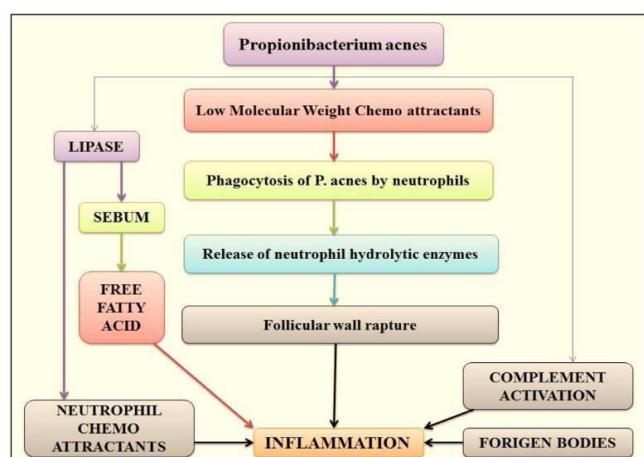 Propionibacterium acnes
Low Molecular Weight Chemo attractants
LIPASE
Phagocytosis of P. acnes by neutrophils
SEBUM
Release of neutrophil hydrolytic enzymes
FREE
FATTY
ACID
Follicular wall rapture
COMPLEMENT
ACTIVATION
NEUTROPHIL
CHEMO
ATTRACTANTS
INFLAMMATION
FORIGEN BODIES